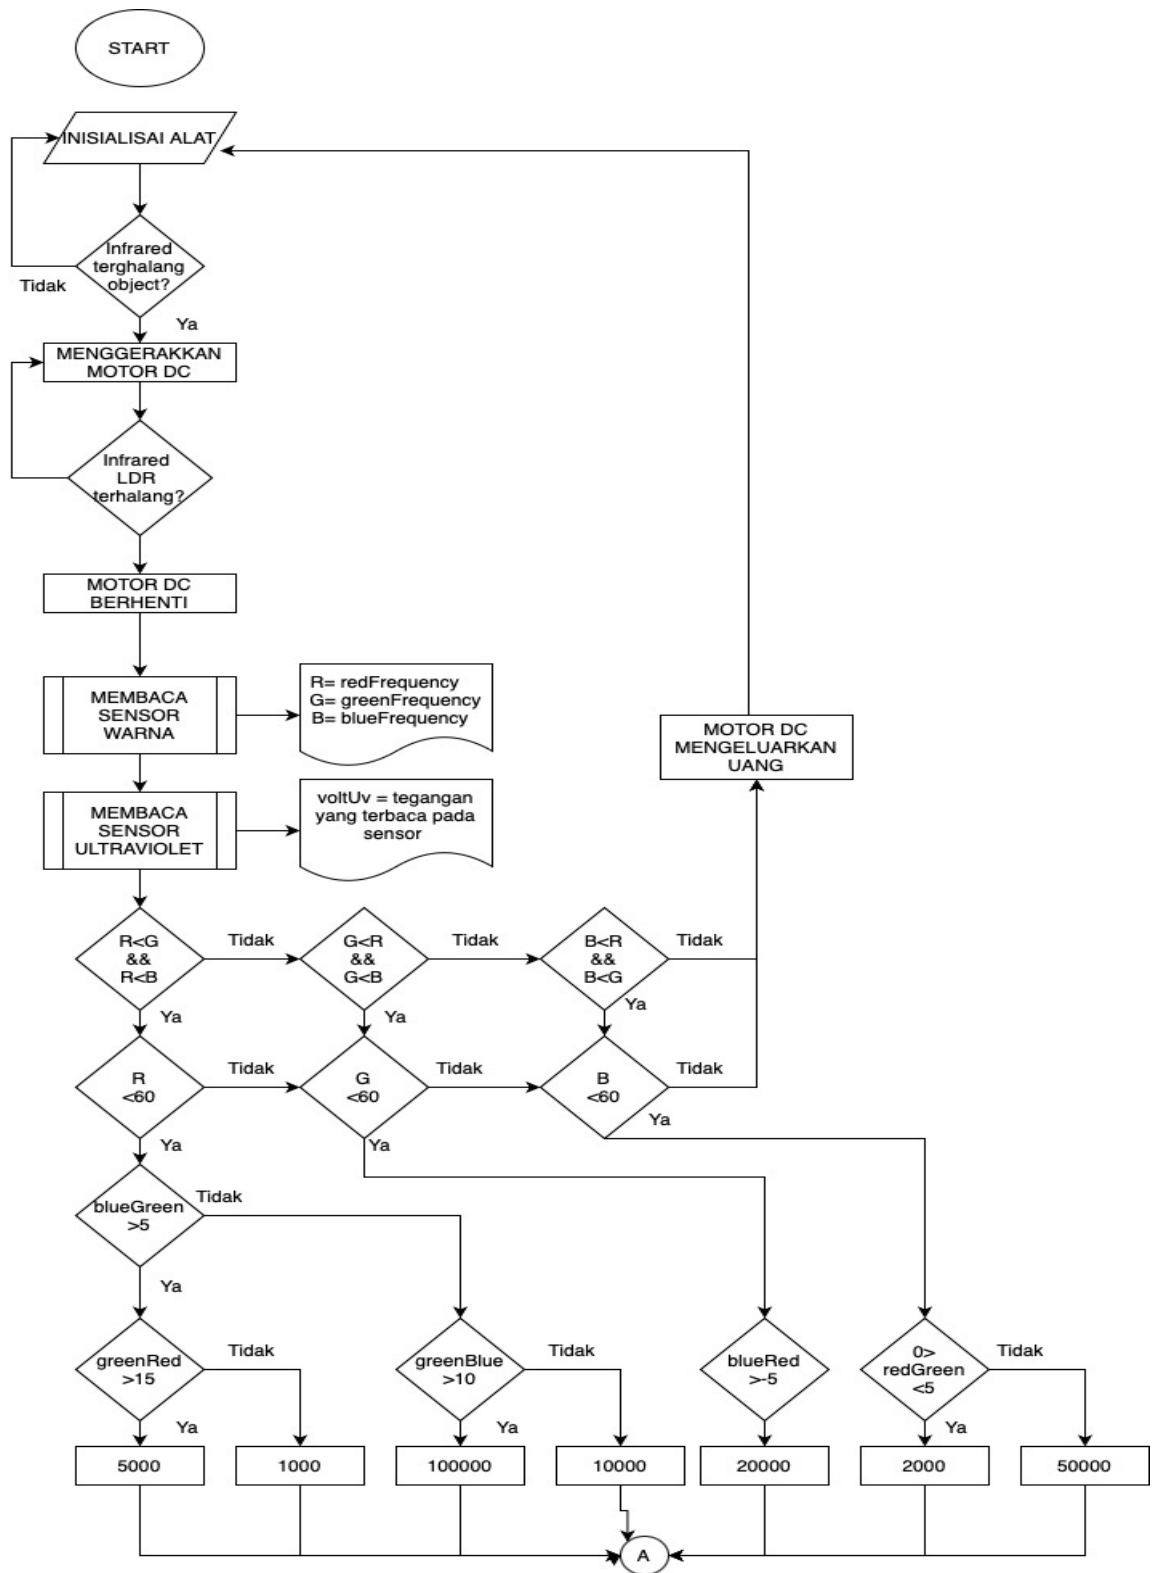 START
INISIALISAI ALAT
Infrared
terghalang
object?
Tidak
Ya
MENGGERAKKAN
MOTOR DC
Infrared
LDR
terhalang?
MOTOR DC
BERHENTI
MEMBACA
SENSOR
WARNA
R= redFrequency
G= greenFrequency
B= blueFrequency
MOTOR DC
MENGELUARKAN
UANG
MEMBACA
SENSOR
ULTRAVIOLET
voltUv = tegangan
yang terbaca pada
sensor
R<G
&&
R<B
Tidak
G<R
&&
G<B
Tidak
B<R
&&
B<G
Tidak
Ya
Ya
Ya
R
<60
Tidak
G
<60
Tidak
B
<60
Tidak
Ya
Ya
Ya
blueGreen
>5
Tidak
Ya
greenRed
>15
Tidak
greenBlue
>10
Tidak
blueRed
>-5
0>
redGreen
<5
Tidak
Ya
Ya
Ya
5000
1000
100000
10000
20000
2000
50000
A